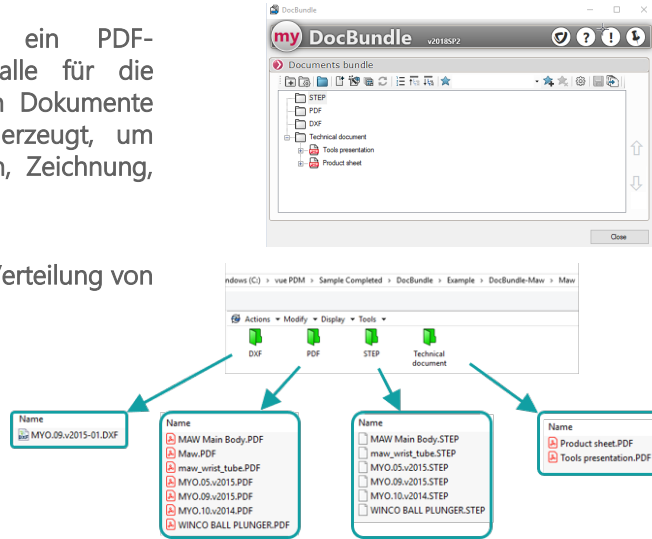 ein PDF-
alle für die
Dokumente
erzeugt, um
Zeichnung,
Verteilung von
DocBundle
my DocBundle v2018SP2
Documents bundle
STEP
PDF
DXF
Technical document
Tools presentation
Product sheet
Close
ndows (C:) > vue PDM > Sample Completed > DocBundle > Example > DocBundle-Maw > Maw
Actions Modify Display Tools
DXF PDF STEP Technical
document
Name
MYO.09.v2015-01.DXF
Name
MAW Main Body.PDF
Maw.PDF
maw_wrist_tube.PDF
MYO.05.v2015.PDF
MYO.09.v2015.PDF
MYO.10.v2014.PDF
WINCO BALL PLUNGER.PDF
Name
MAW Main Body.STEP
maw_wrist_tube.STEP
MYO.05.v2015.STEP
MYO.09.v2015.STEP
MYO.10.v2014.STEP
WINCO BALL PLUNGER.STEP
Name
Product sheet.PDF
Tools presentation.PDF